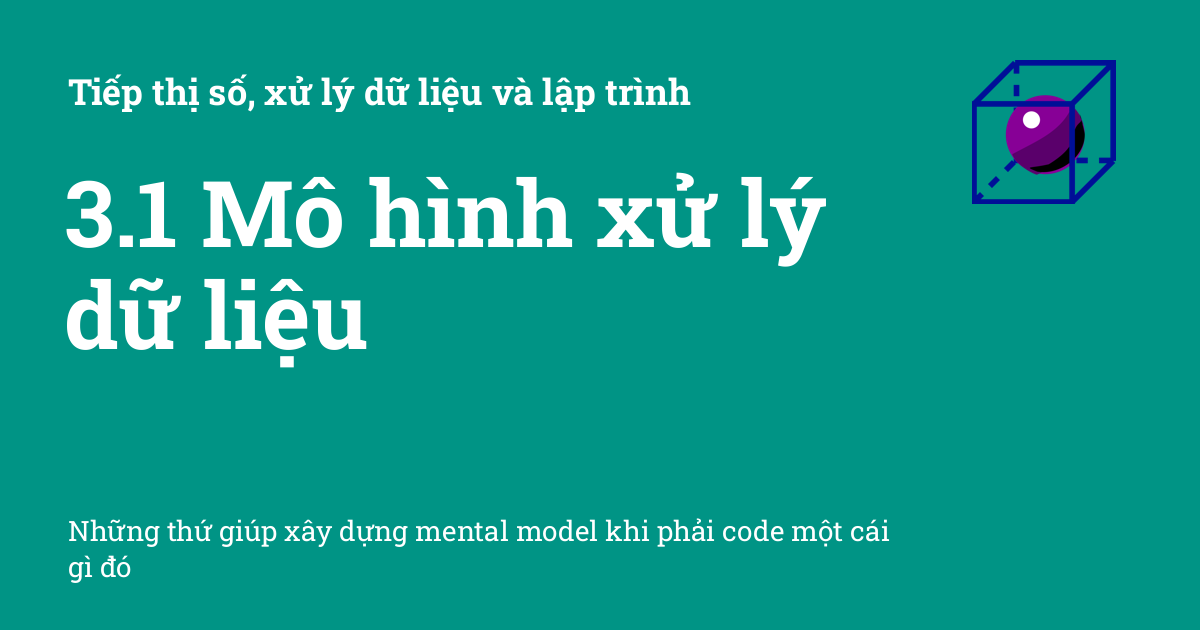 Tiếp thị số, xử lý dữ liệu và lập trình
3.1 Mô hình xử lý
dữ liệu
Những thứ giúp xây dựng mental model khi phải code một cái
gì đó